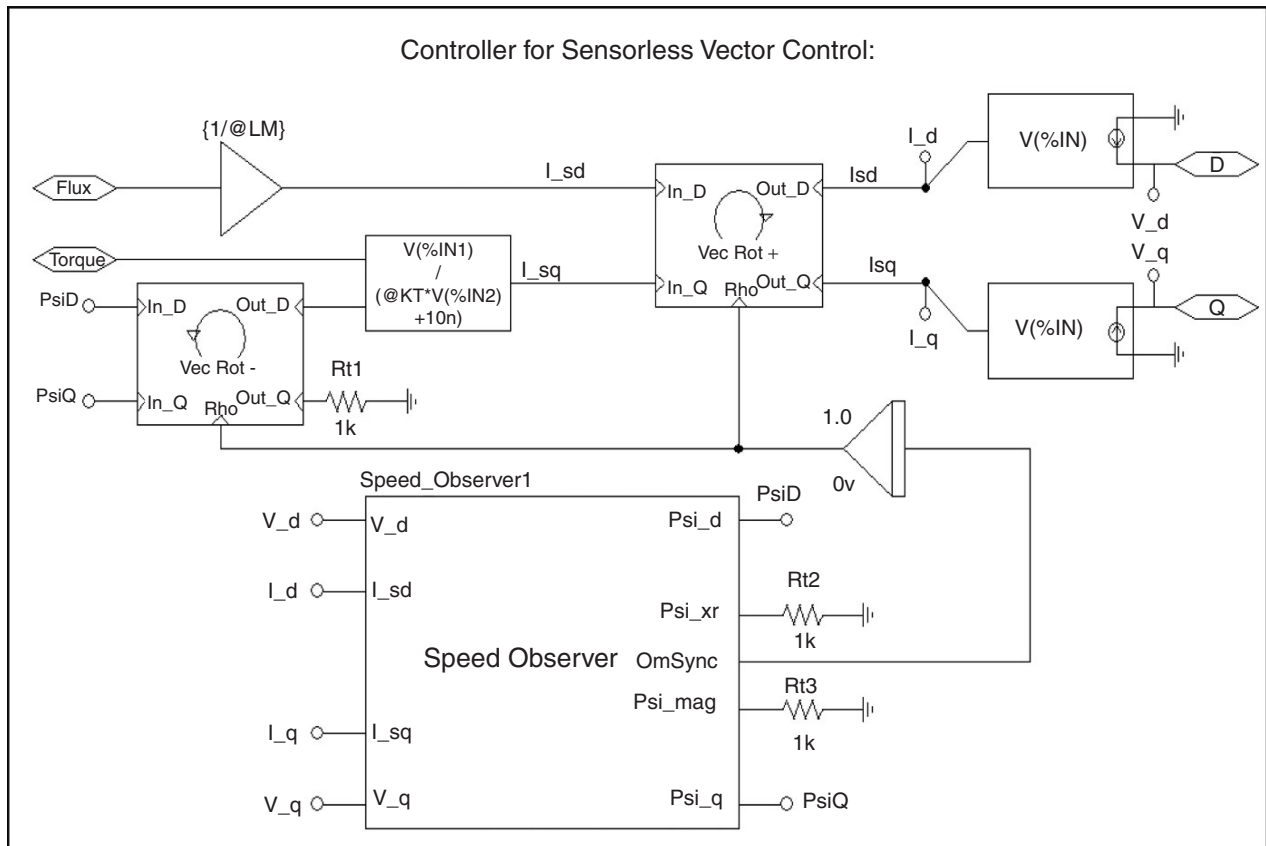 Controller for Sensorless Vector Control:
{1/@LM}
Flux
I_sd
In_D
Out_D
Vec Rot +
In_Q
Out_Q
Rho
Isd
I_d
V(%IN)
D
V_d
V_q
Torque
V(%IN1)
/
(@KT*V(%IN2)
+10n)
I_sq
Isq
I_q
V(%IN)
Q
PsiD
In_D
Out_D
Vec Rot -
PsiQ
In_Q
Out_Q
Rho
Rt1
1k
1.0
0v
Speed_Observer1
V_d
V_d
Psi_d
PsiD
I_d
I_sd
Psi_xr
Rt2
1k
Speed Observer
OmSync
Psi_mag
Rt3
1k
I_q
I_sq
V_q
V_q
Psi_q
PsiQ